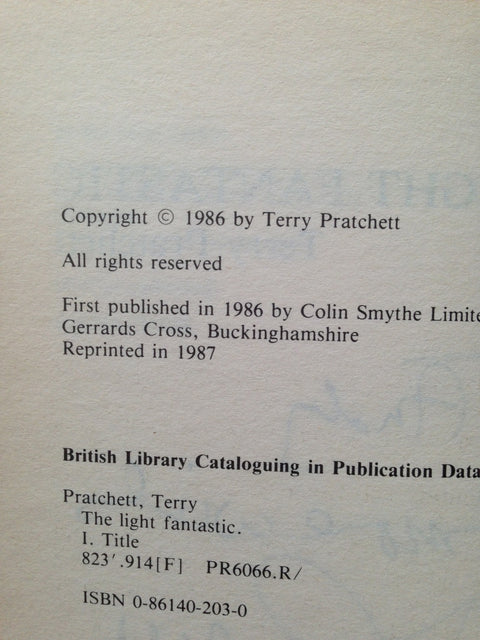 Copyright © 1986 by Terry Pratchett
All rights reserved
First published in 1986 by Colin Smythe Limite
Gerrards Cross, Buckinghamshire
Reprinted in 1987
British Library Cataloguing in Publication Data
Pratchett, Terry
The light fantastic.
I. Title
823′.914[F] PR6066.R/
ISBN 0-86140-203-0